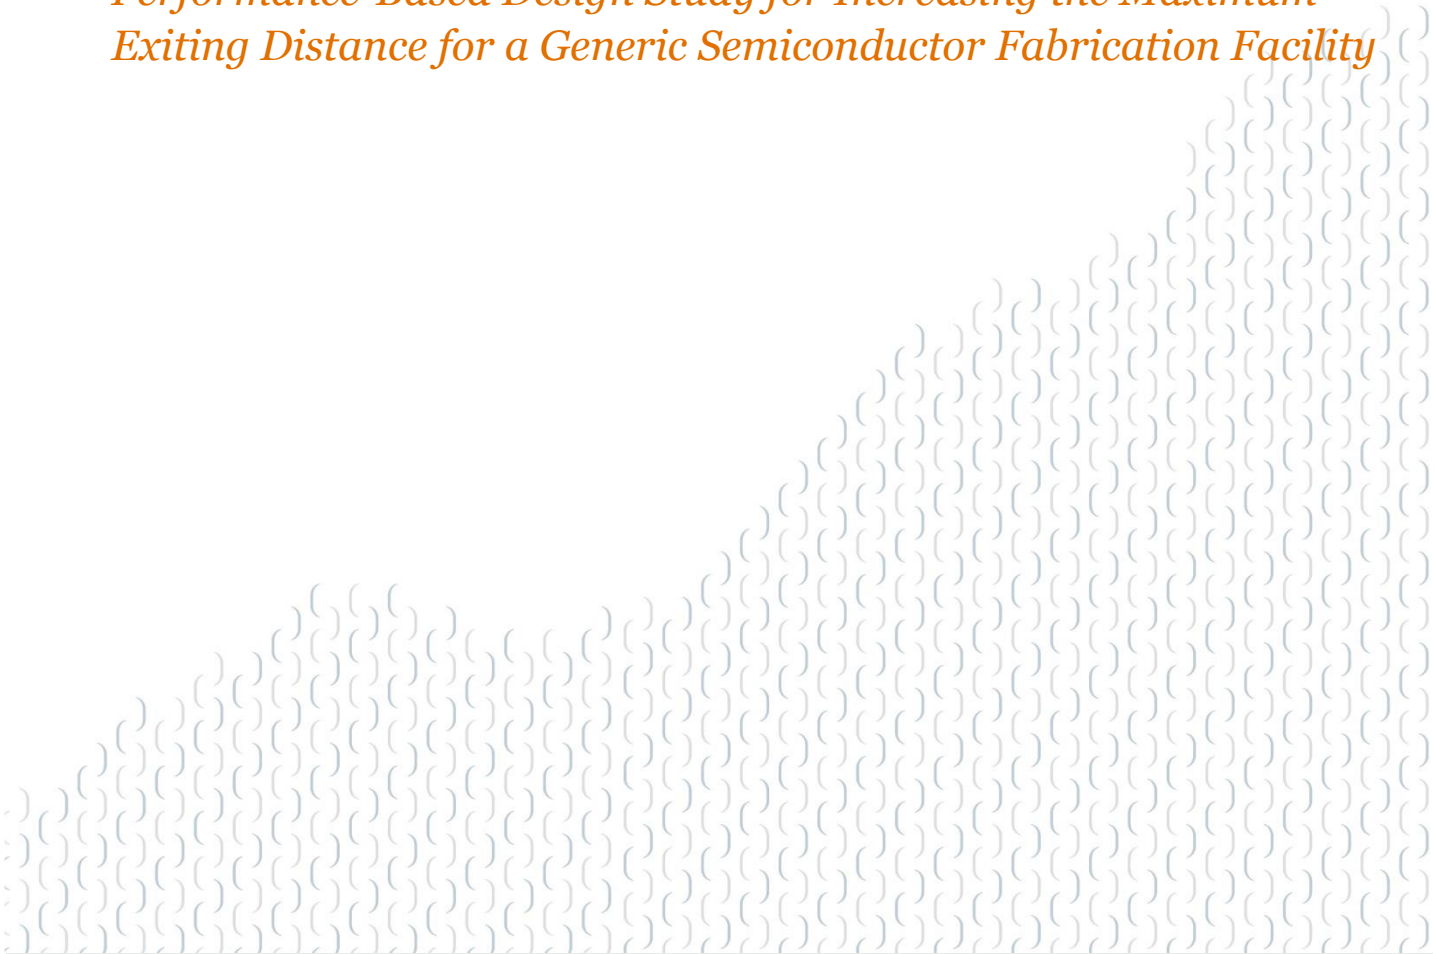 Performance-Based Design Study for Increasing the Maximum
Exiting Distance for a Generic Semiconductor Fabrication Facility